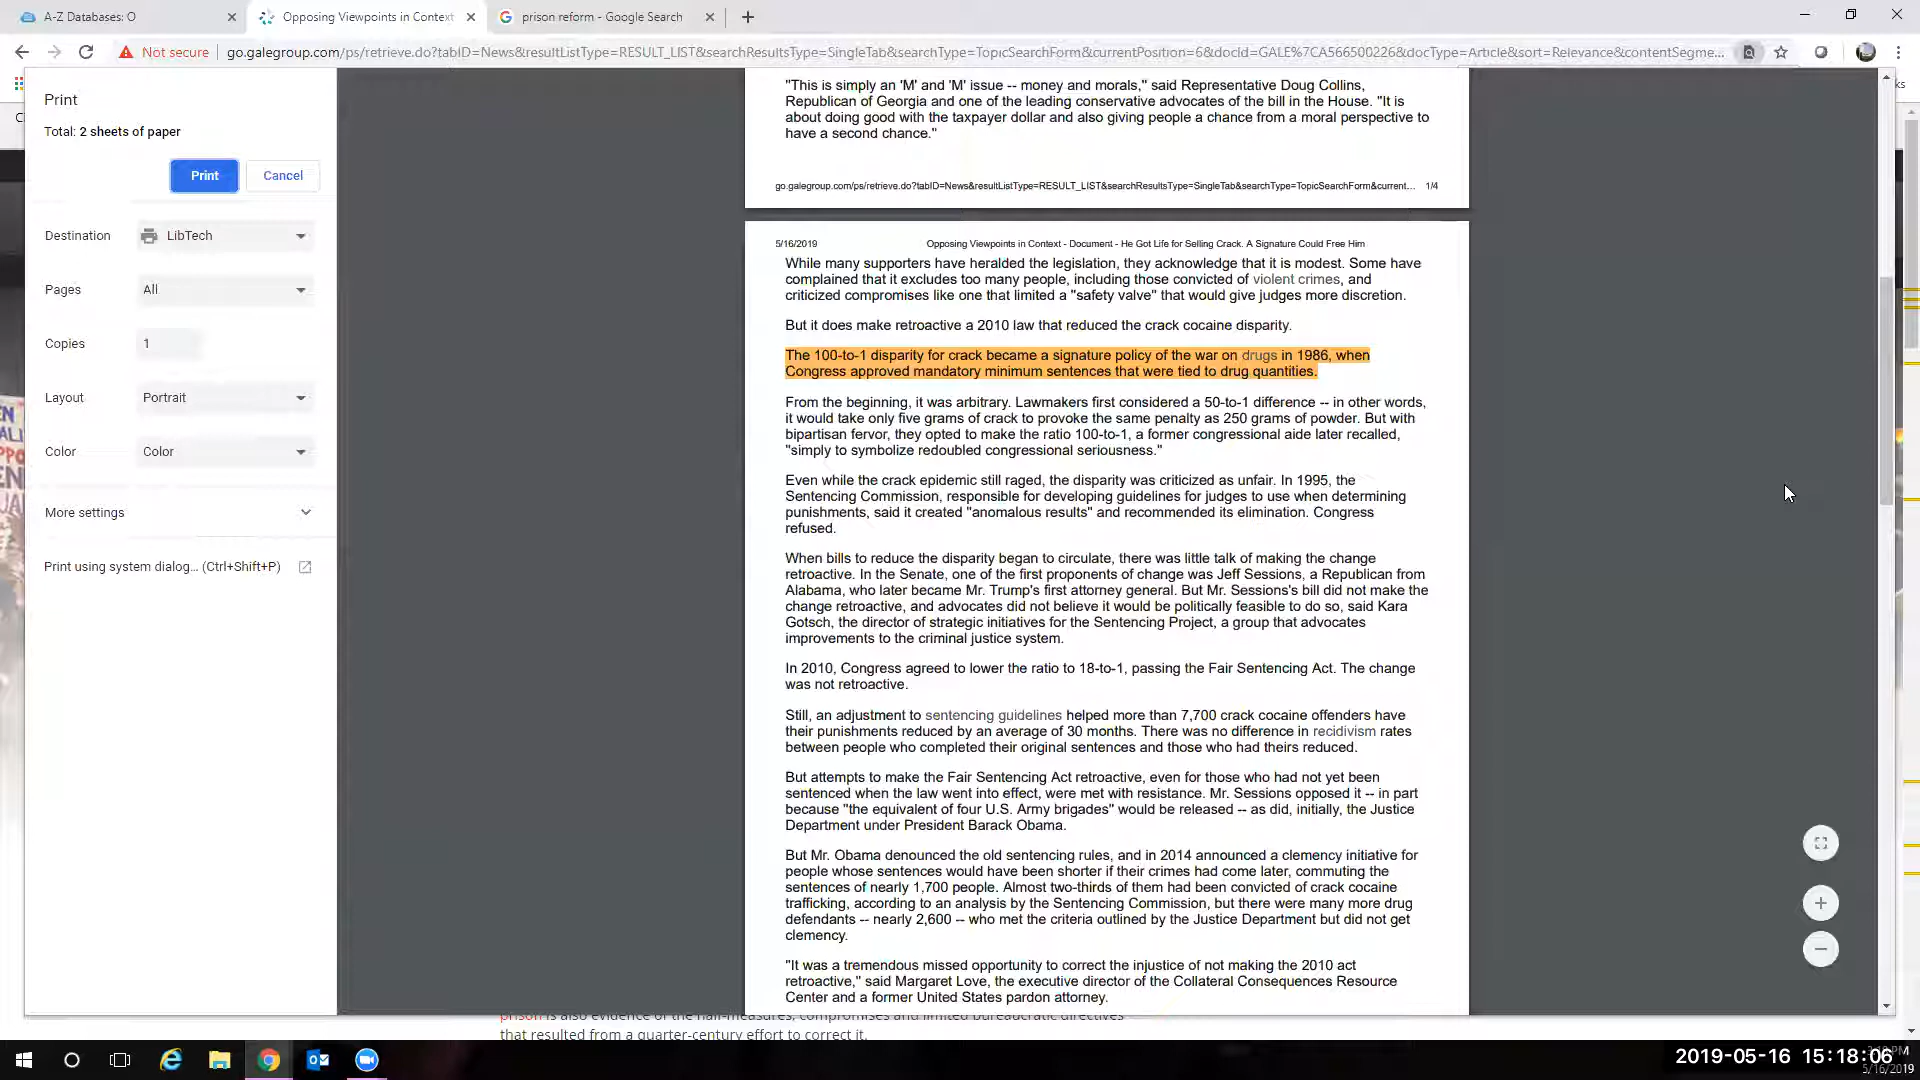 A-Z Databases: O
Opposing Viewpoints in Context
prison reform - Google Search
Not secure
go.galegroup.com/ps/retrieve.do?tabID=News&resultListType=RESULT_LIST&searchResultsType=SingleTab&searchType=TopicSearchForm&currentPosition=6&docId=GALE%7CA566500226&docType=Article&sort=Relevance&contentSegme...
Print
Total: 2 sheets of paper
Print
Cancel
Destination
LibTech
Pages
All
Copies
1
Layout
Portrait
Color
Color
More settings
Print using system dialog... (Ctrl+Shift+P)
"This is simply an 'M' and 'M' issue -- money and morals," said Representative Doug Collins,
Republican of Georgia and one of the leading conservative advocates of the bill in the House. "It is
about doing good with the taxpayer dollar and also giving people a chance from a moral perspective to
have a second chance."
go.galegroup.com/ps/retrieve.do?tabID=News&resultListType=RESULT_LIST&searchResultsType=SingleTab&searchType=TopicSearchForm&current... 1/4
5/16/2019 Opposing Viewpoints in Context - Document - He Got Life for Selling Crack. A Signature Could Free Him
While many supporters have heralded the legislation, they acknowledge that it is modest. Some have
complained that it excludes too many people, including those convicted of violent crimes, and
criticized compromises like one that limited a "safety valve" that would give judges more discretion.
But it does make retroactive a 2010 law that reduced the crack cocaine disparity.
The 100-to-1 disparity for crack became a signature policy of the war on drugs in 1986, when
Congress approved mandatory minimum sentences that were tied to drug quantities.
From the beginning, it was arbitrary. Lawmakers first considered a 50-to-1 difference -- in other words,
it would take only five grams of crack to provoke the same penalty as 250 grams of powder. But with
bipartisan fervor, they opted to make the ratio 100-to-1, a former congressional aide later recalled,
"simply to symbolize redoubled congressional seriousness."
Even while the crack epidemic still raged, the disparity was criticized as unfair. In 1995, the
Sentencing Commission, responsible for developing guidelines for judges to use when determining
punishments, said it created "anomalous results" and recommended its elimination. Congress
refused.
When bills to reduce the disparity began to circulate, there was little talk of making the change
retroactive. In the Senate, one of the first proponents of change was Jeff Sessions, a Republican from
Alabama, who later became Mr. Trump's first attorney general. But Mr. Sessions's bill did not make the
change retroactive, and advocates did not believe it would be politically feasible to do so, said Kara
Gotsch, the director of strategic initiatives for the Sentencing Project, a group that advocates
improvements to the criminal justice system.
In 2010, Congress agreed to lower the ratio to 18-to-1, passing the Fair Sentencing Act. The change
was not retroactive.
Still, an adjustment to sentencing guidelines helped more than 7,700 crack cocaine offenders have
their punishments reduced by an average of 30 months. There was no difference in recidivism rates
between people who completed their original sentences and those who had theirs reduced.
But attempts to make the Fair Sentencing Act retroactive, even for those who had not yet been
sentenced when the law went into effect, were met with resistance. Mr. Sessions opposed it -- in part
because "the equivalent of four U.S. Army brigades" would be released -- as did, initially, the Justice
Department under President Barack Obama.
But Mr. Obama denounced the old sentencing rules, and in 2014 announced a clemency initiative for
people whose sentences would have been shorter if their crimes had come later, commuting the
sentences of nearly 1,700 people. Almost two-thirds of them had been convicted of crack cocaine
trafficking, according to an analysis by the Sentencing Commission, but there were many more drug
defendants -- nearly 2,600 -- who met the criteria outlined by the Justice Department but did not get
clemency.
"It was a tremendous missed opportunity to correct the injustice of not making the 2010 act
retroactive," said Margaret Love, the executive director of the Collateral Consequences Resource
Center and a former United States pardon attorney.
prison is also evidence of the half-measures, compromises and limited bureaucratic directives
that resulted from a quarter-century effort to correct it.
2019-05-16 15:18:06
5/16/2019